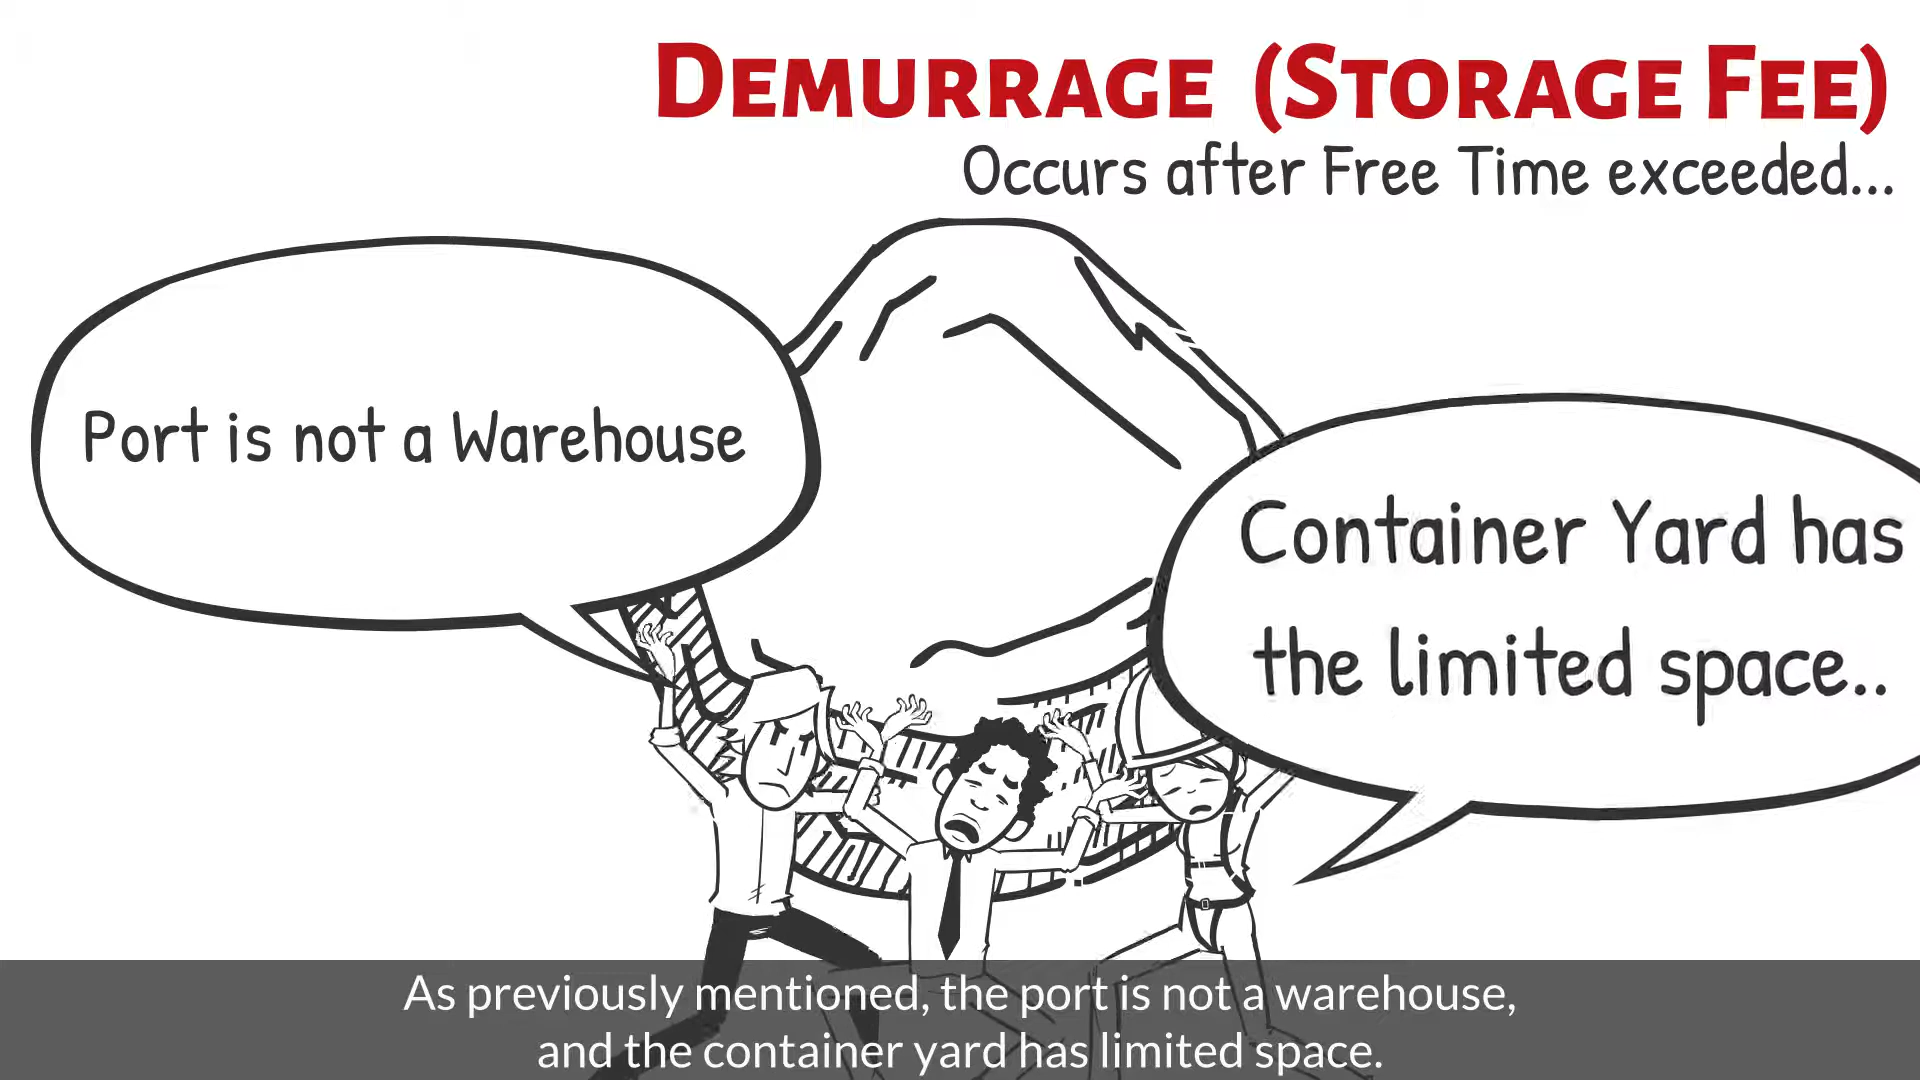 DEMURRAGE (STORAGE FEE)
Occurs after Free Time exceeded...
Port is not a Warehouse
Container Yard has
the limited space..
As previously mentioned, the port is not a warehouse,
and the container yard has limited space.